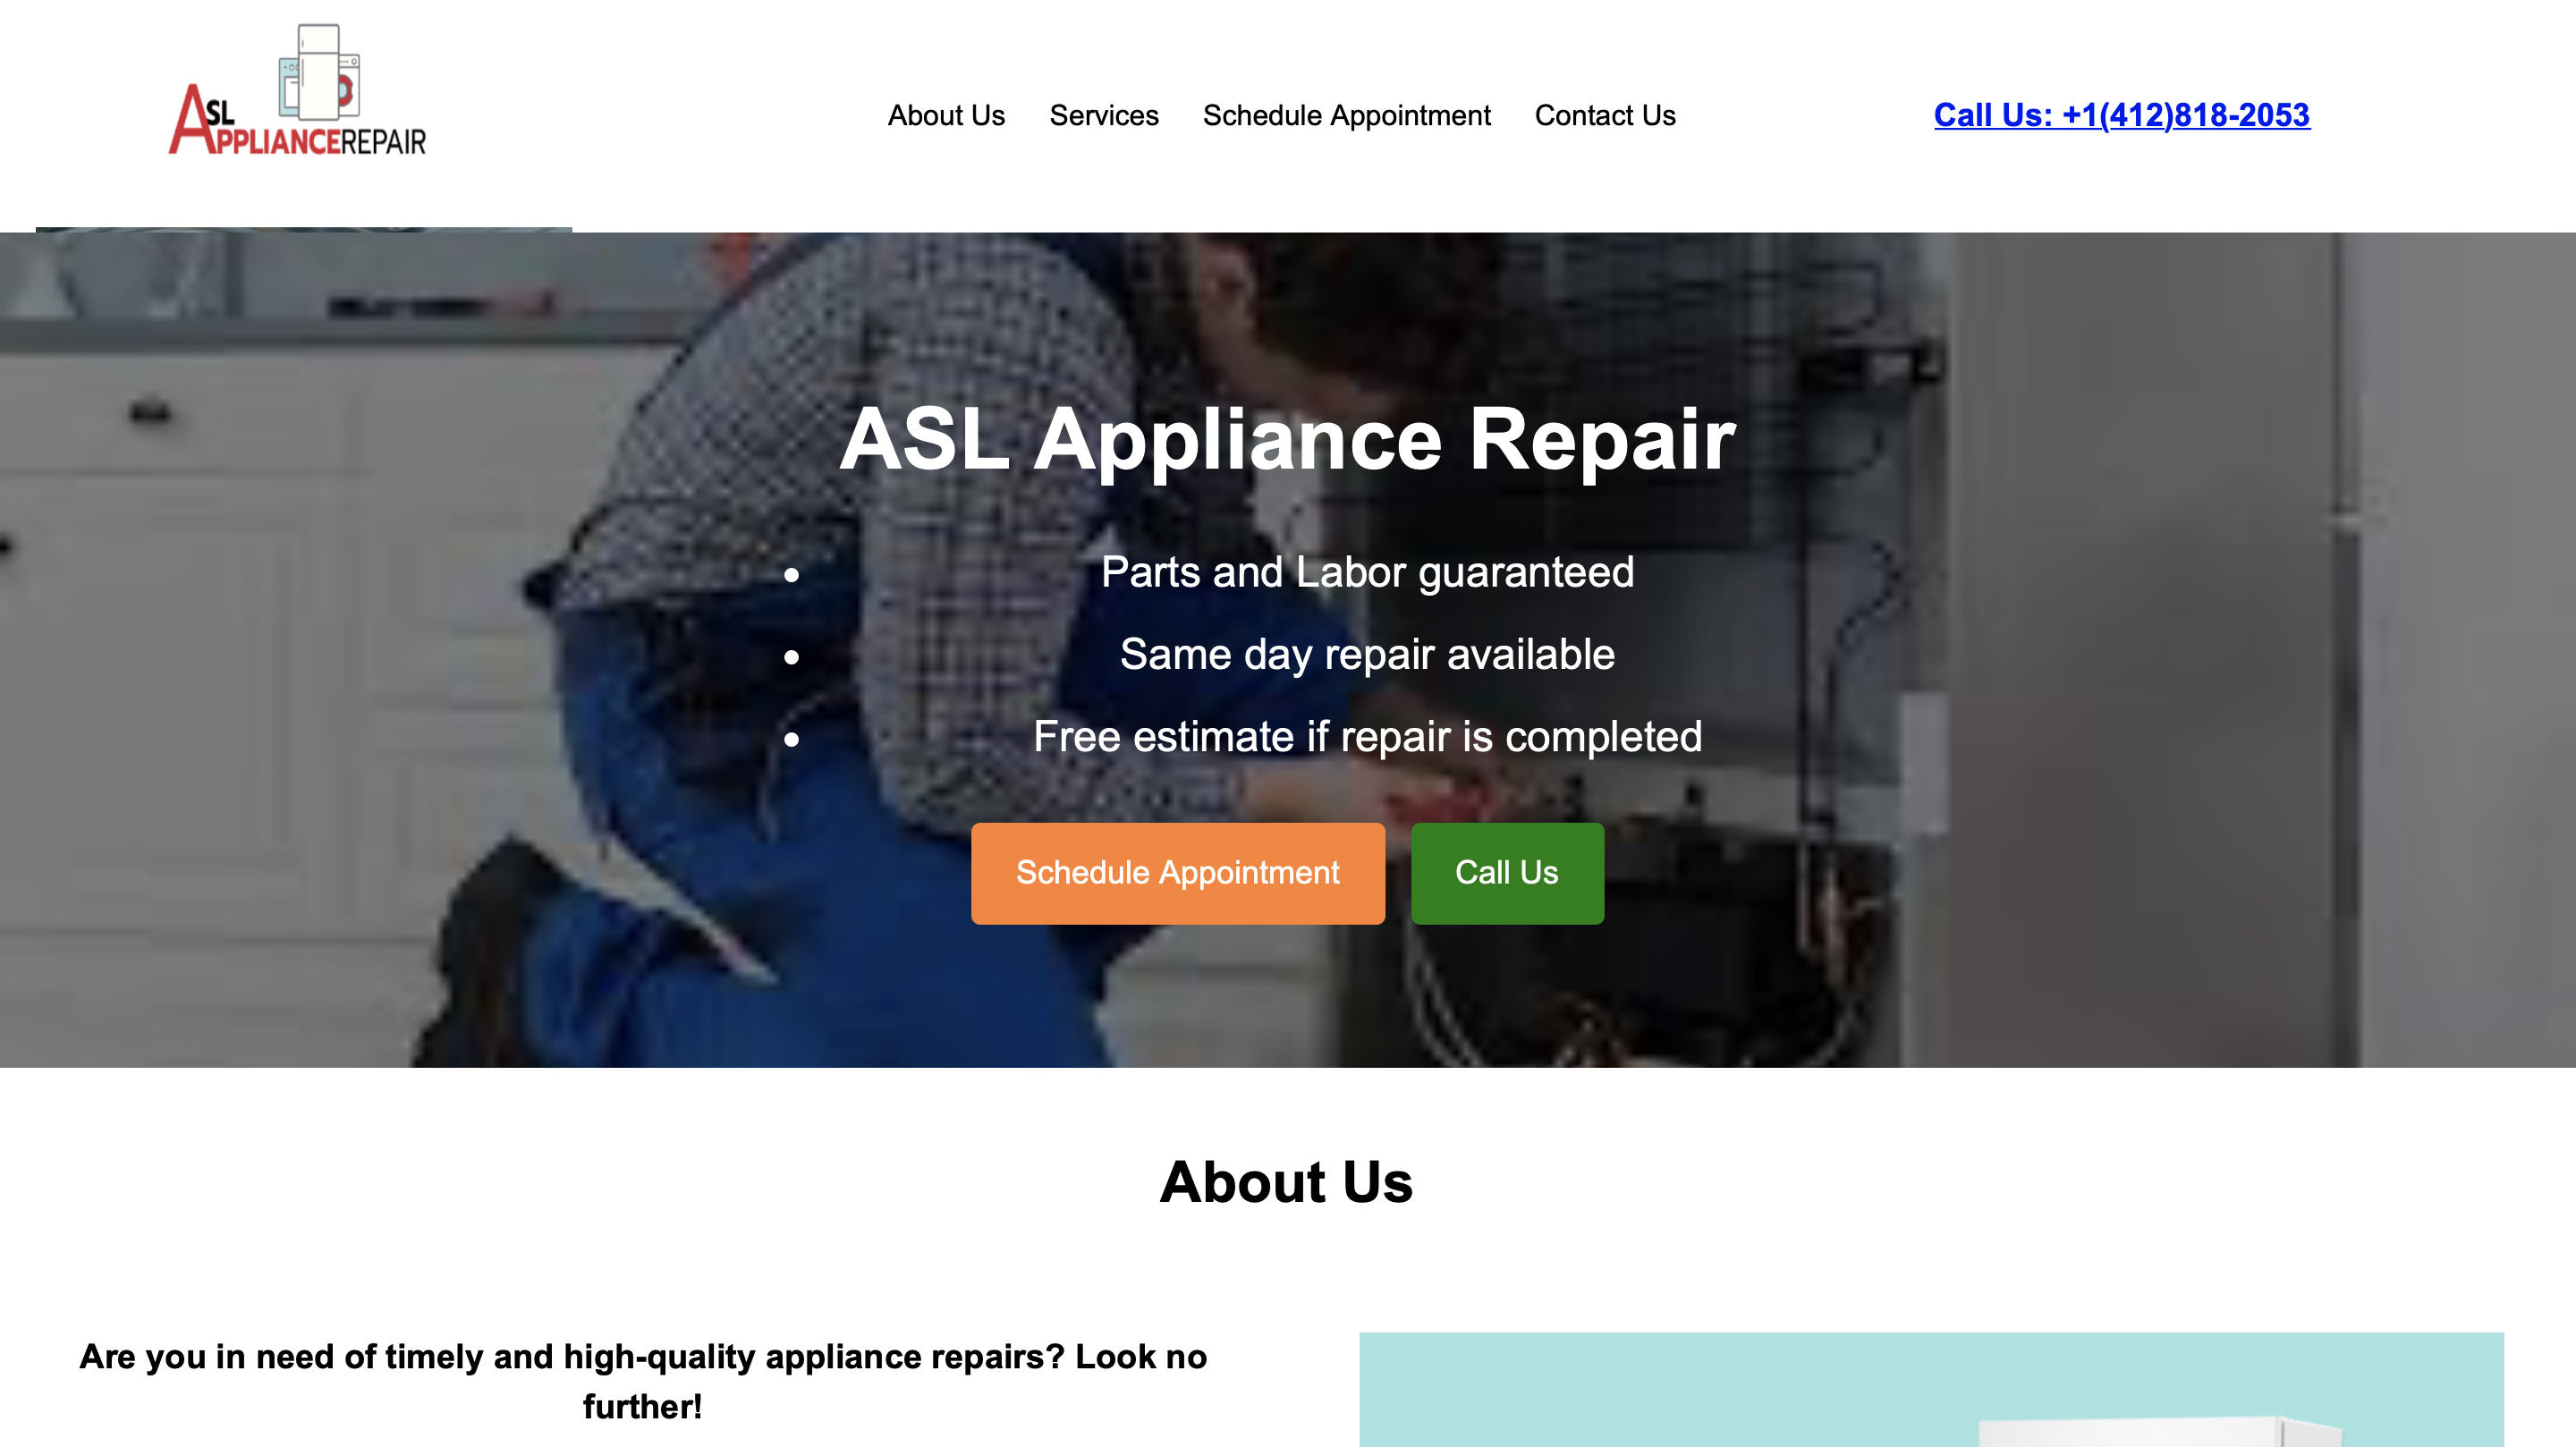 ASL
APPLIANCEREPAIR
About Us Services Schedule Appointment Contact Us Call Us: +1(412)818-2053
ASL Appliance Repair
• Parts and Labor guaranteed
• Same day repair available
• Free estimate if repair is completed
Schedule Appointment Call Us
About Us
Are you in need of timely and high-quality appliance repairs? Look no
further!